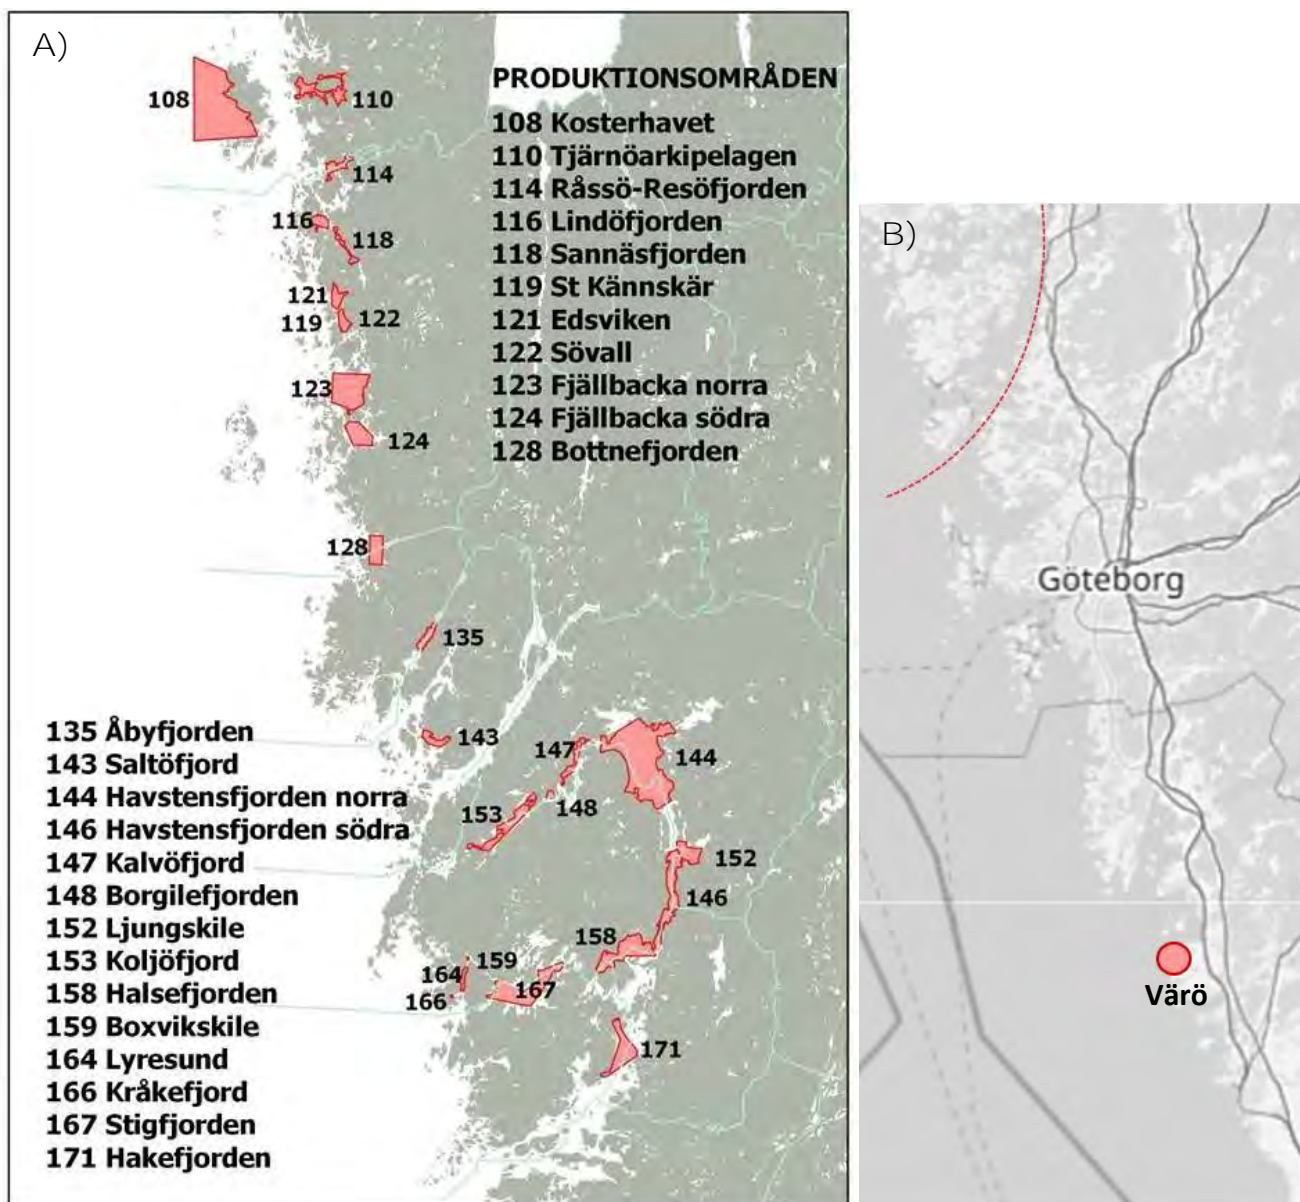 A)
PRODUKTIONSOMRÅDEN
108 Kosterhavet
110 Tjärnöarkipelagen
114 Råssö-Resöfjorden
116 Lindöfjorden
118 Sannäsfjorden
119 St Kännskär
121 Edsviken
122 Sövall
123 Fjällbacka norra
124 Fjällbacka södra
128 Bottnefjorden
108
110
114
116
118
121
119
122
123
124
128
135
143
147
144
148
153
152
146
158
159
164
167
166
171
135 Åbyfjorden
143 Saltöfjord
144 Havstensfjorden norra
146 Havstensfjorden södra
147 Kalvöfjord
148 Borgilefjorden
152 Ljungskile
153 Koljöfjord
158 Halsefjorden
159 Boxvikskile
164 Lyresund
166 Kråkefjord
167 Stigfjorden
171 Hakefjorden
B)
Göteborg
Värö